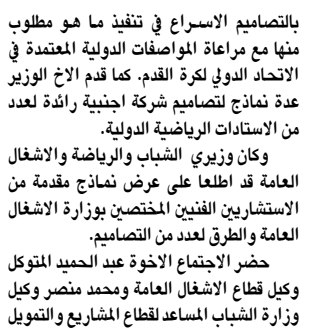 بالتصاميم الاسراع في تنفيذ ما هو مطلوب
منها مع مراعاة المواصفات الدولية المعتمدة في
الاتحاد الدولي لكرة القدم. كما قدم الاخ الوزير
عدة نماذج لتصاميم شركة اجنبية رائدة لعدد
من الاستادات الرياضية الدولية.
وكان وزيري الشباب والرياضة والاشغال
العامة قد اطلعا على عرض نماذج مقدمة من
الاستشاريين الفنيين المختصين بوزارة الاشغال
العامة والطرق لعدد من التصاميم.
حضر الاجتماع الاخوة عبد الحميد المتوكل
وكيل قطاع الاشغال العامة ومحمد منصر وكيل
وزارة الشباب المساعد لقطاع المشاريع والتمويل